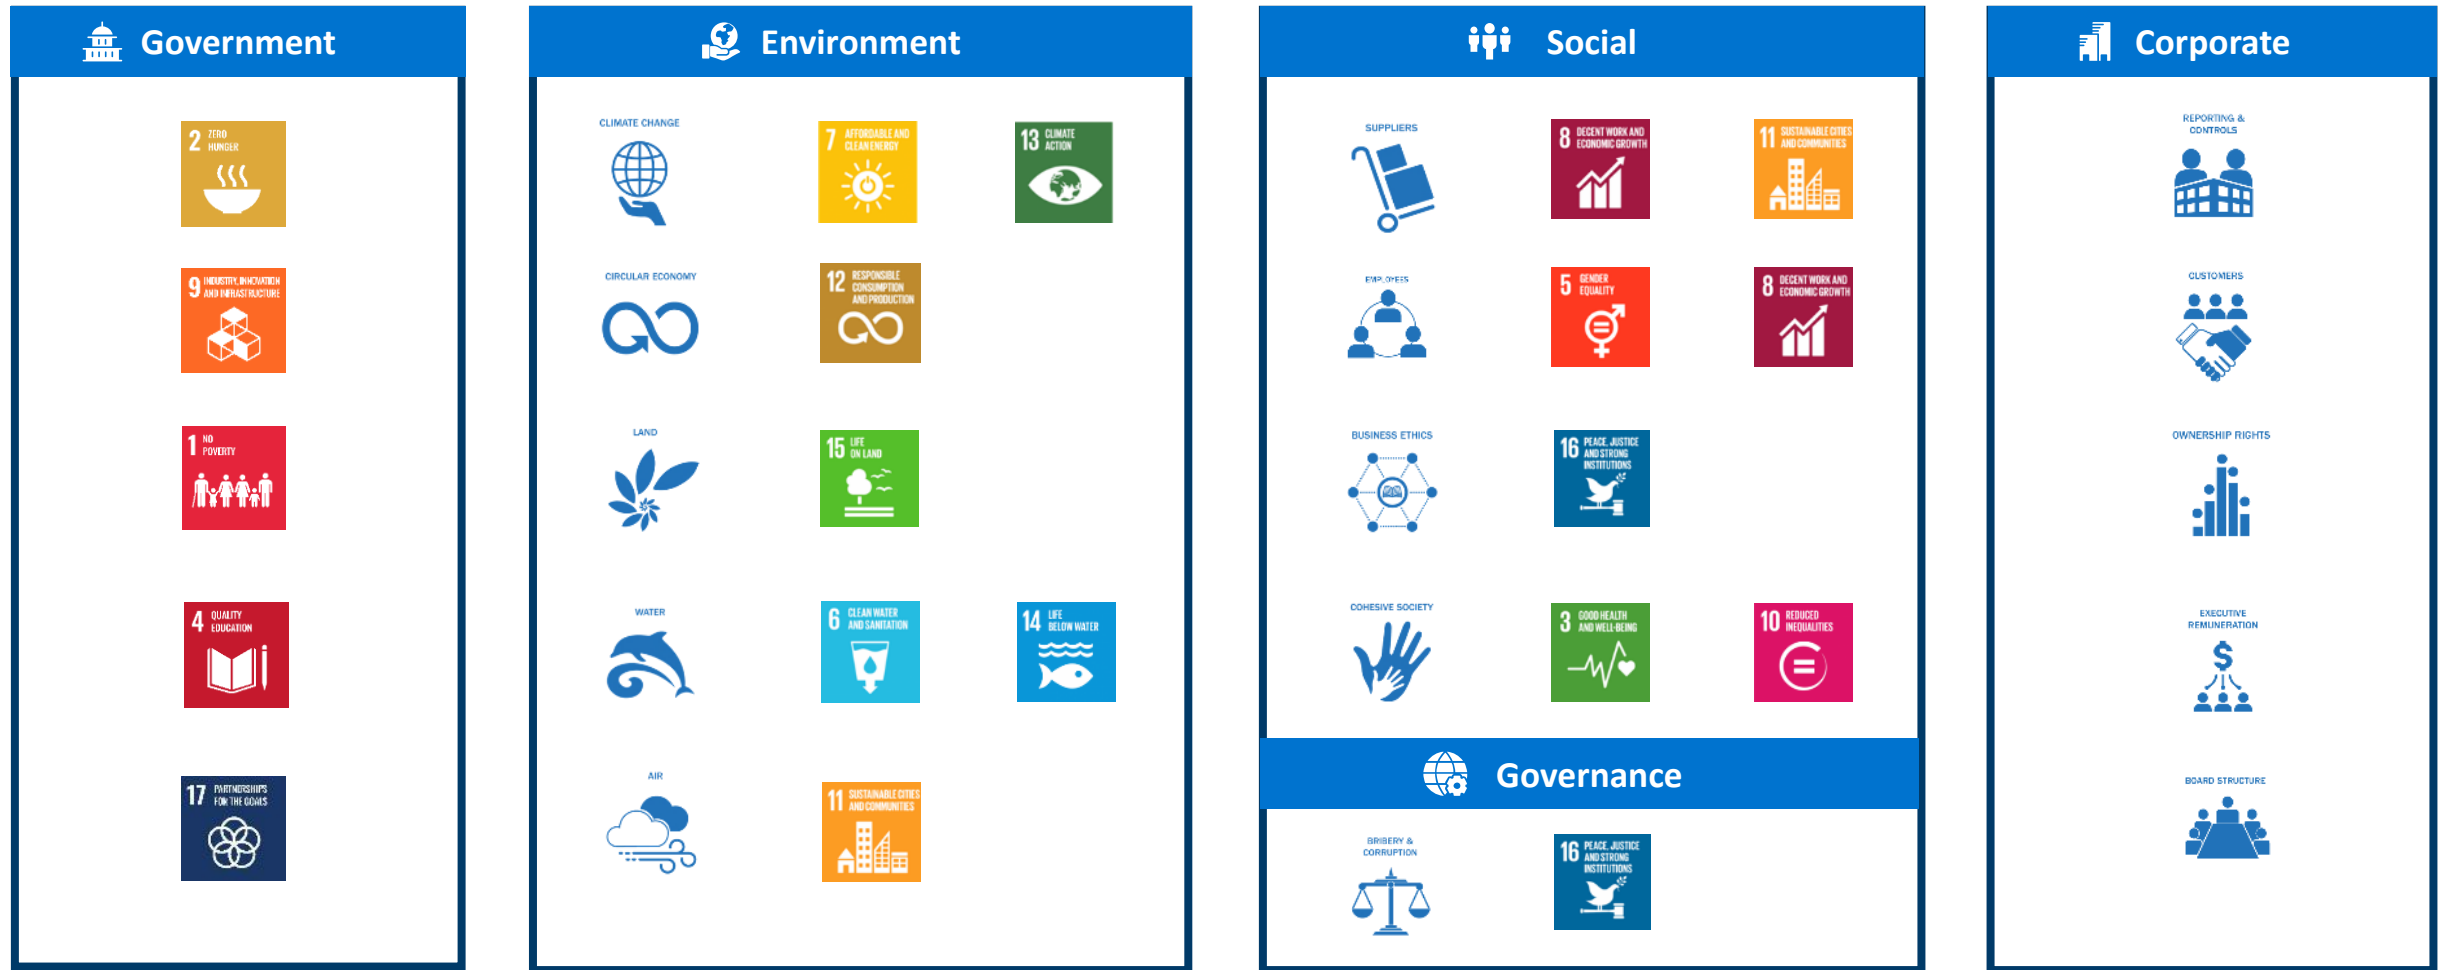 Government
2 ZERO
HUNGER
9 INDUSTRY, INNOVATION
AND INFRASTRUCTURE
1 NO
POVERTY
4 QUALITY
EDUCATION
17 PARTNERSHIPS
FOR THE GOALS
Environment
CLIMATE CHANGE
7 AFFORDABLE AND
CLEAN ENERGY
13 CLIMATE
ACTION
CIRCULAR ECONOMY
12 RESPONSIBLE
CONSUMPTION
AND PRODUCTION
LAND
15 LIFE
ON LAND
WATER
6 CLEAN WATER
AND SANITATION
14 LIFE
BELOW WATER
AIR
11 SUSTAINABLE CITIES
AND COMMUNITIES
Social
SUPPLIERS
8 DECENT WORK AND
ECONOMIC GROWTH
11 SUSTAINABLE CITIES
AND COMMUNITIES
EMPLOYEES
5 GENDER
EQUALITY
8 DECENT WORK AND
ECONOMIC GROWTH
BUSINESS ETHICS
16 PEACE, JUSTICE
AND STRONG
INSTITUTIONS
COHESIVE SOCIETY
3 GOOD HEALTH
AND WELL-BEING
10 REDUCED
INEQUALITIES
Governance
BRIBERY &
CORRUPTION
16 PEACE, JUSTICE
AND STRONG
INSTITUTIONS
Corporate
REPORTING &
CONTROLS
CUSTOMERS
OWNERSHIP RIGHTS
EXECUTIVE
REMUNERATION
$
BOARD STRUCTURE